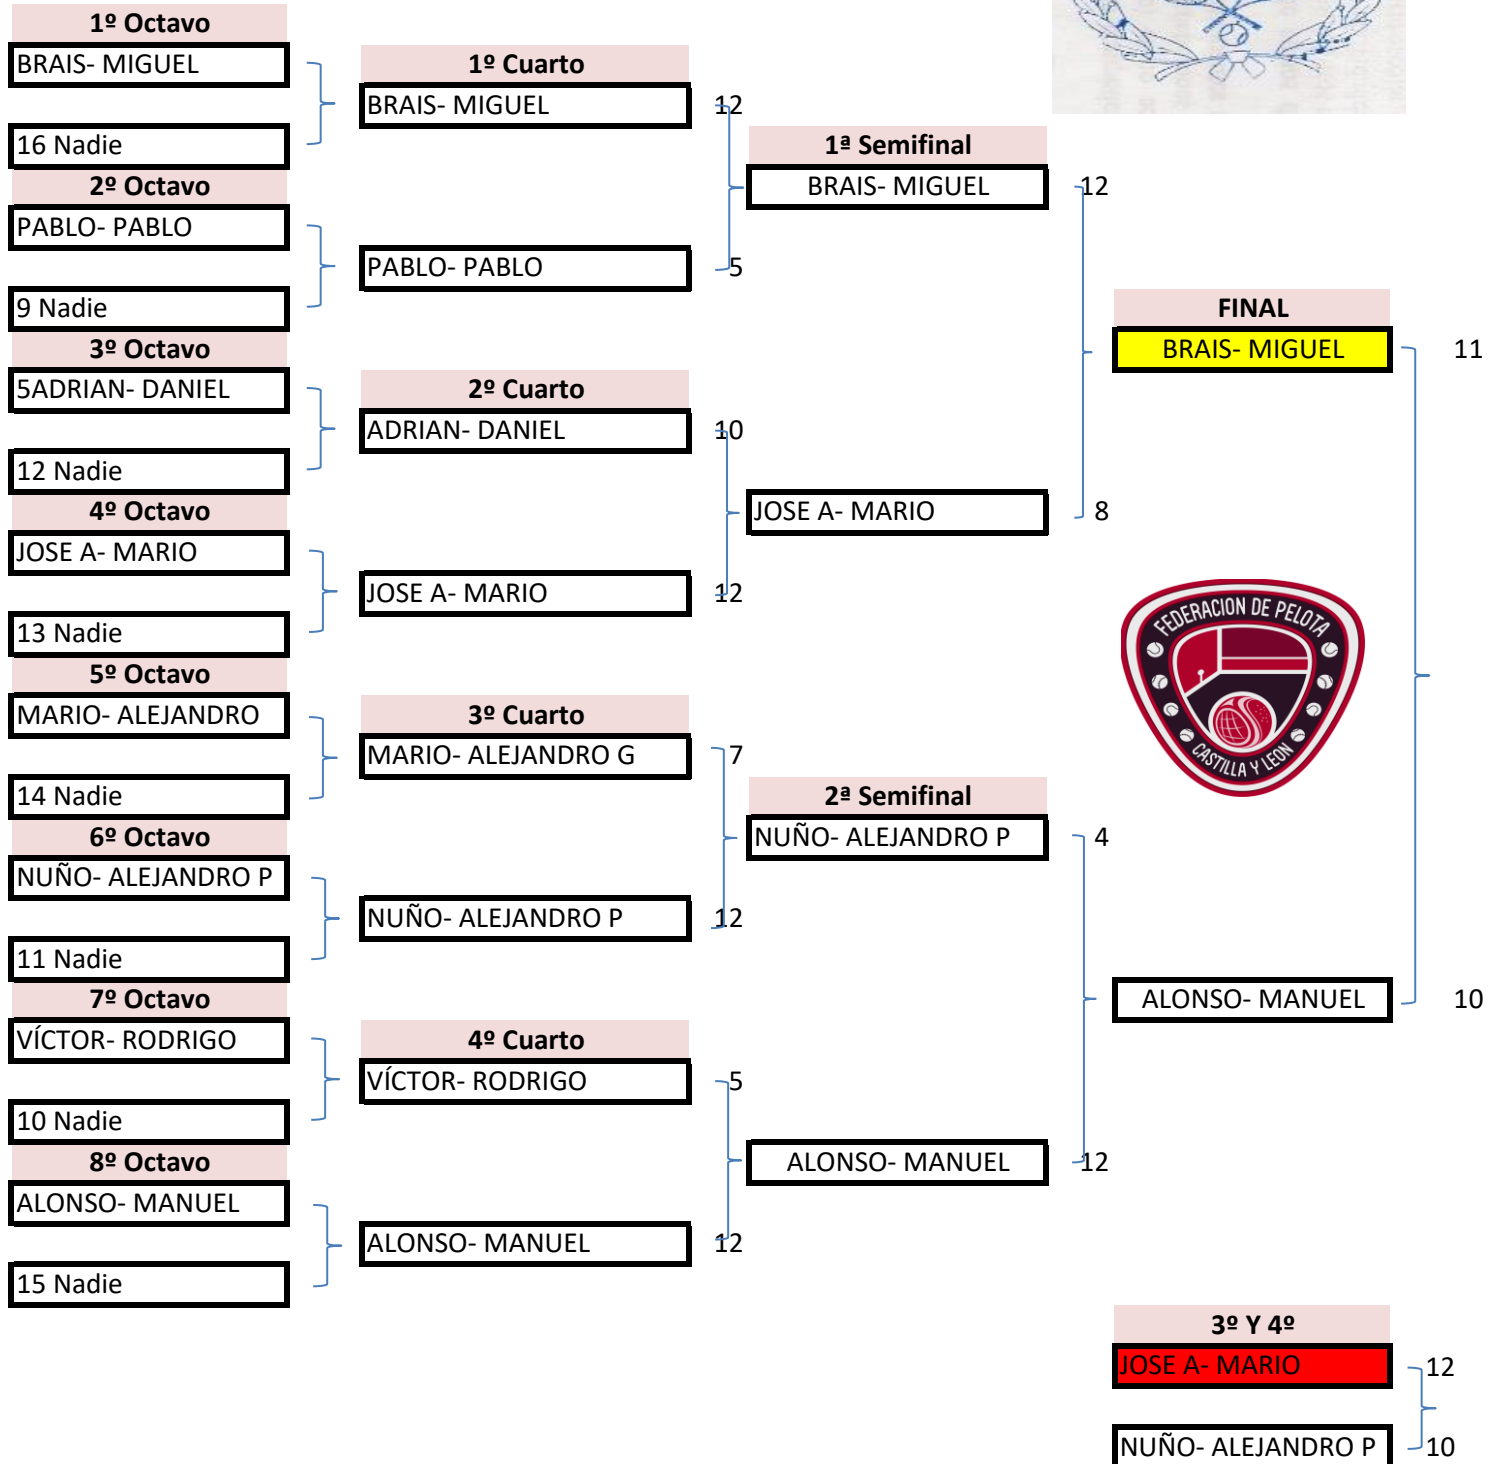 1º Octavo
BRAIS- MIGUEL
16 Nadie
2º Octavo
PABLO- PABLO
9 Nadie
3º Octavo
5ADRIAN- DANIEL
12 Nadie
4º Octavo
JOSE A- MARIO
13 Nadie
5º Octavo
MARIO- ALEJANDRO
14 Nadie
6º Octavo
NUÑO- ALEJANDRO P
11 Nadie
7º Octavo
VÍCTOR- RODRIGO
10 Nadie
8º Octavo
ALONSO- MANUEL
15 Nadie
1º Cuarto
BRAIS- MIGUEL 12
PABLO- PABLO 5
2º Cuarto
ADRIAN- DANIEL 10
JOSE A- MARIO 12
3º Cuarto
MARIO- ALEJANDRO G 7
NUÑO- ALEJANDRO P 12
4º Cuarto
VÍCTOR- RODRIGO 5
ALONSO- MANUEL 12
1ª Semifinal
BRAIS- MIGUEL 12
JOSE A- MARIO 8
2ª Semifinal
NUÑO- ALEJANDRO P 4
ALONSO- MANUEL 12
FINAL
BRAIS- MIGUEL 11
ALONSO- MANUEL 10
FEDERACION DE PELOTA
CASTILLA Y LEON
3º Y 4º
JOSE A- MARIO 12
NUÑO- ALEJANDRO P 10